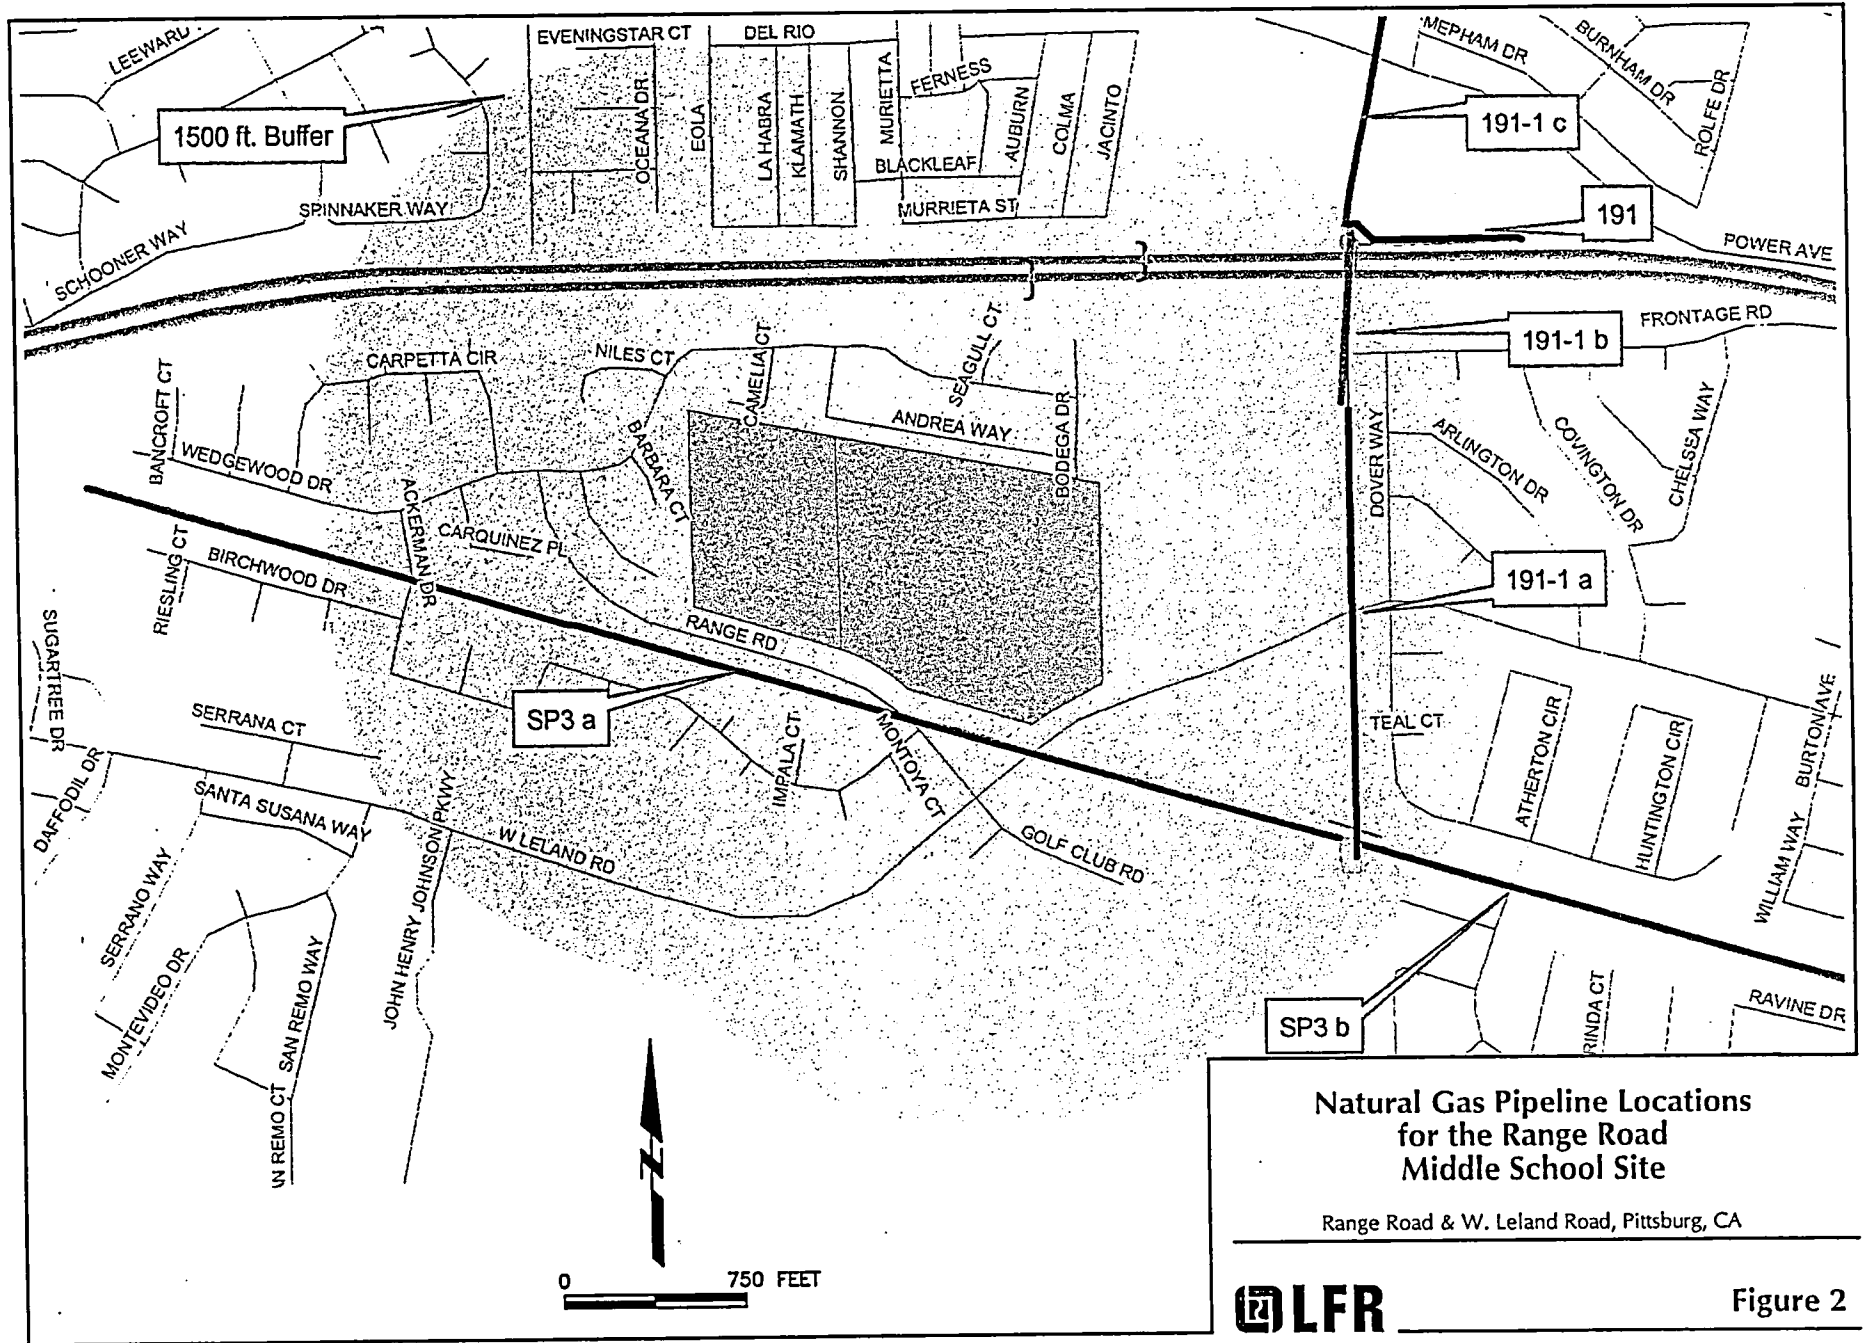 LEEWARD
EVENINGSTAR CT
DEL RIO
MEPHAM DR
BURNHAM DR
ROLFE DR
1500 ft. Buffer
OCEANA DR
EOLA
LA HABRA
KLAMATH
SHANNON
MURIETTA
FERNESS
AUBURN
COLMA
JACINTO
191-1 c
BLACKLEAF
SPINNAKER WAY
MURRIETA ST
191
SCHOONER WAY
POWER AVE
FRONTAGE RD
191-1 b
CARPETTA CIR
NILES CT
CAMELIA CT
SEAGULL CT
BANCROFT CT
ANDREA WAY
BODEGA DR
DOVER WAY
ARLINGTON DR
COVINGTON DR
CHELSEA WAY
WEDGEWOOD DR
ACKERMAN DR
BARBARA CT
CARQUINEZ PL
RIESLING CT
BIRCHWOOD DR
191-1 a
SUGARTREE DR
RANGE RD
SP3 a
SERRANA CT
IMPALA CT
MONTOYA CT
TEAL CT
ATHERTON CIR
HUNTINGTON CIR
BURTON AVE
DAFFODIL DR
SANTA SUSANA WAY
JOHN HENRY JOHNSON PKWY
W LELAND RD
GOLF CLUB RD
WILLIAM WAY
SERRANO WAY
MONTEVIDEO DR
SAN REMO WAY
SP3 b
RINDA CT
RAVINE DR
N REMO CT
N
0 750 FEET
Natural Gas Pipeline Locations
for the Range Road
Middle School Site
Range Road & W. Leland Road, Pittsburg, CA
LFR
Figure 2